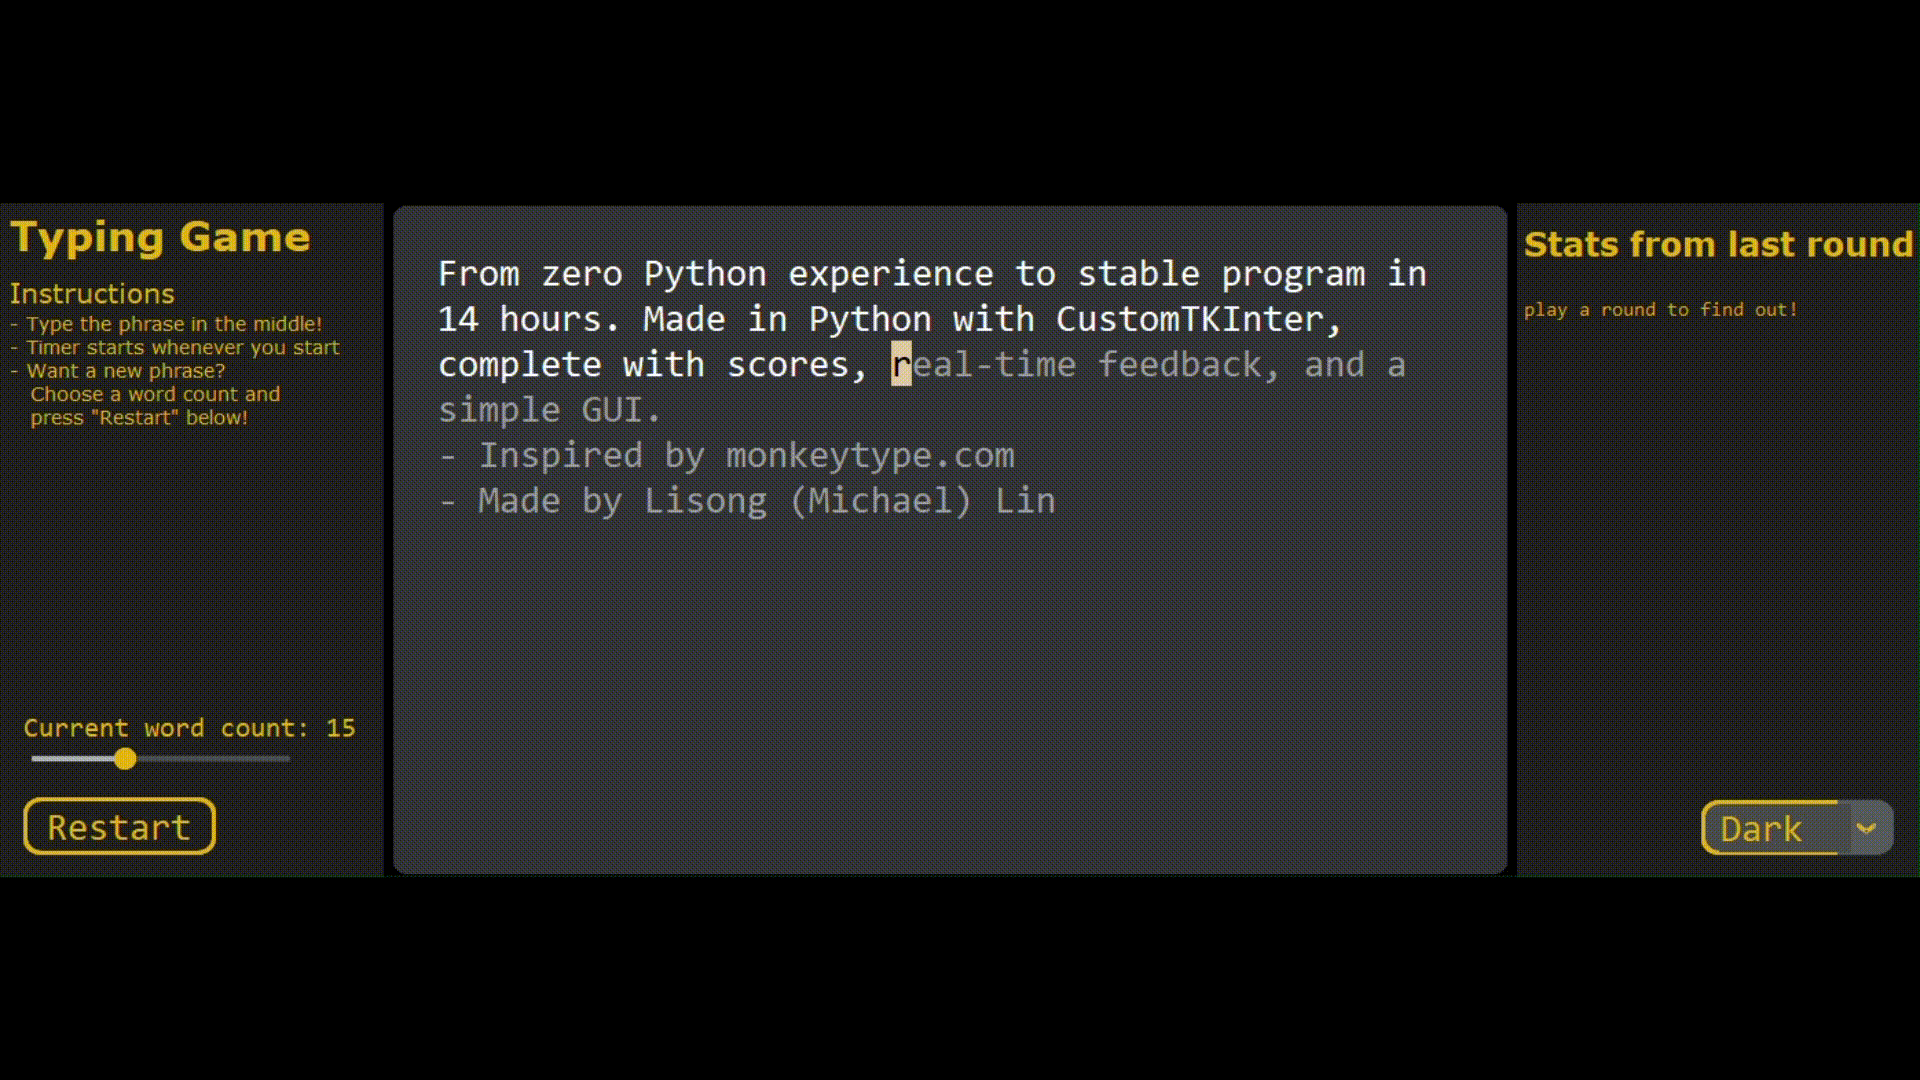 Typing Game
Instructions
- Type the phrase in the middle!
- Timer starts whenever you start
- Want a new phrase?
Choose a word count and
press "Restart" below!
Current word count: 15
Restart
From zero Python experience to stable program in
14 hours. Made in Python with CustomTKInter,
complete with scores, real-time feedback, and a
simple GUI.
- Inspired by monkeytype.com
- Made by Lisong (Michael) Lin
Stats from last round
play a round to find out!
Dark